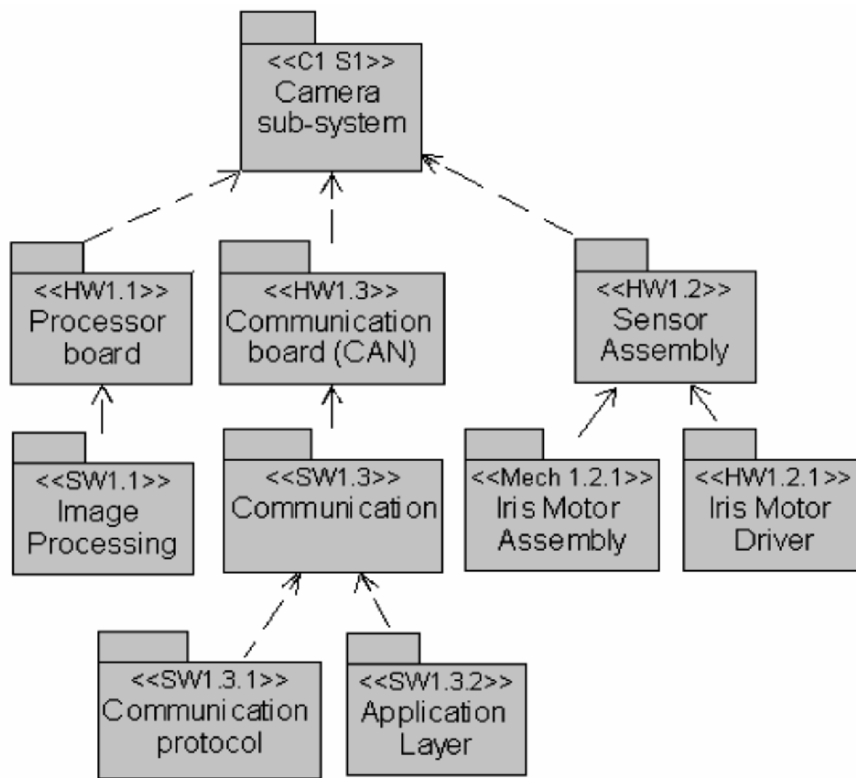 <<C1 S1>>
Camera
sub-system
<<HW1.1>>
Processor
board
<<HW1.3>>
Communication
board (CAN)
<<HW1.2>>
Sensor
Assembly
<<SW1.1>>
Image
Processing
<<SW1.3>>
Communication
<<Mech 1.2.1>>
Iris Motor
Assembly
<<HW1.2.1>>
Iris Motor
Driver
<<SW1.3.1>>
Communication
protocol
<<SW1.3.2>>
Application
Layer